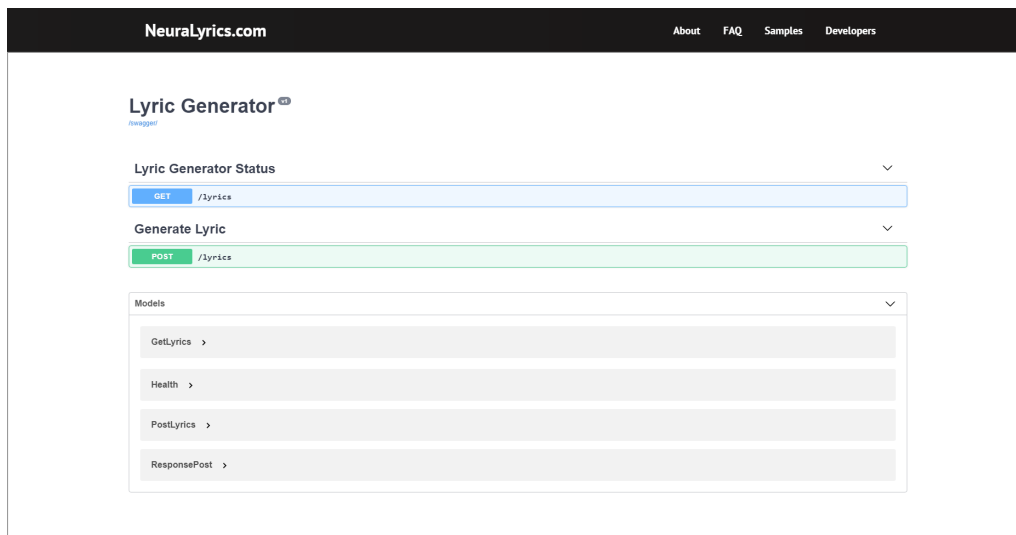 NeuraLyrics.com About FAQ Samples Developers
Lyric Generator v1
/swagger/
Lyric Generator Status
GET /lyrics
Generate Lyric
POST /lyrics
Models
GetLyrics
Health
PostLyrics
ResponsePost